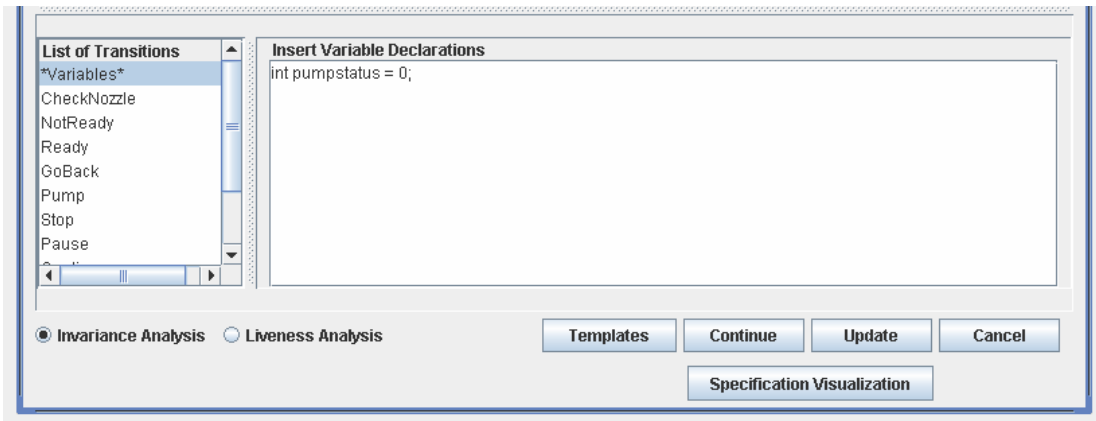 List of Transitions
*Variables*
CheckNozzle
NotReady
Ready
GoBack
Pump
Stop
Pause
Insert Variable Declarations
int pumpstatus = 0;
Invariance Analysis Liveness Analysis
Templates Continue Update Cancel
Specification Visualization